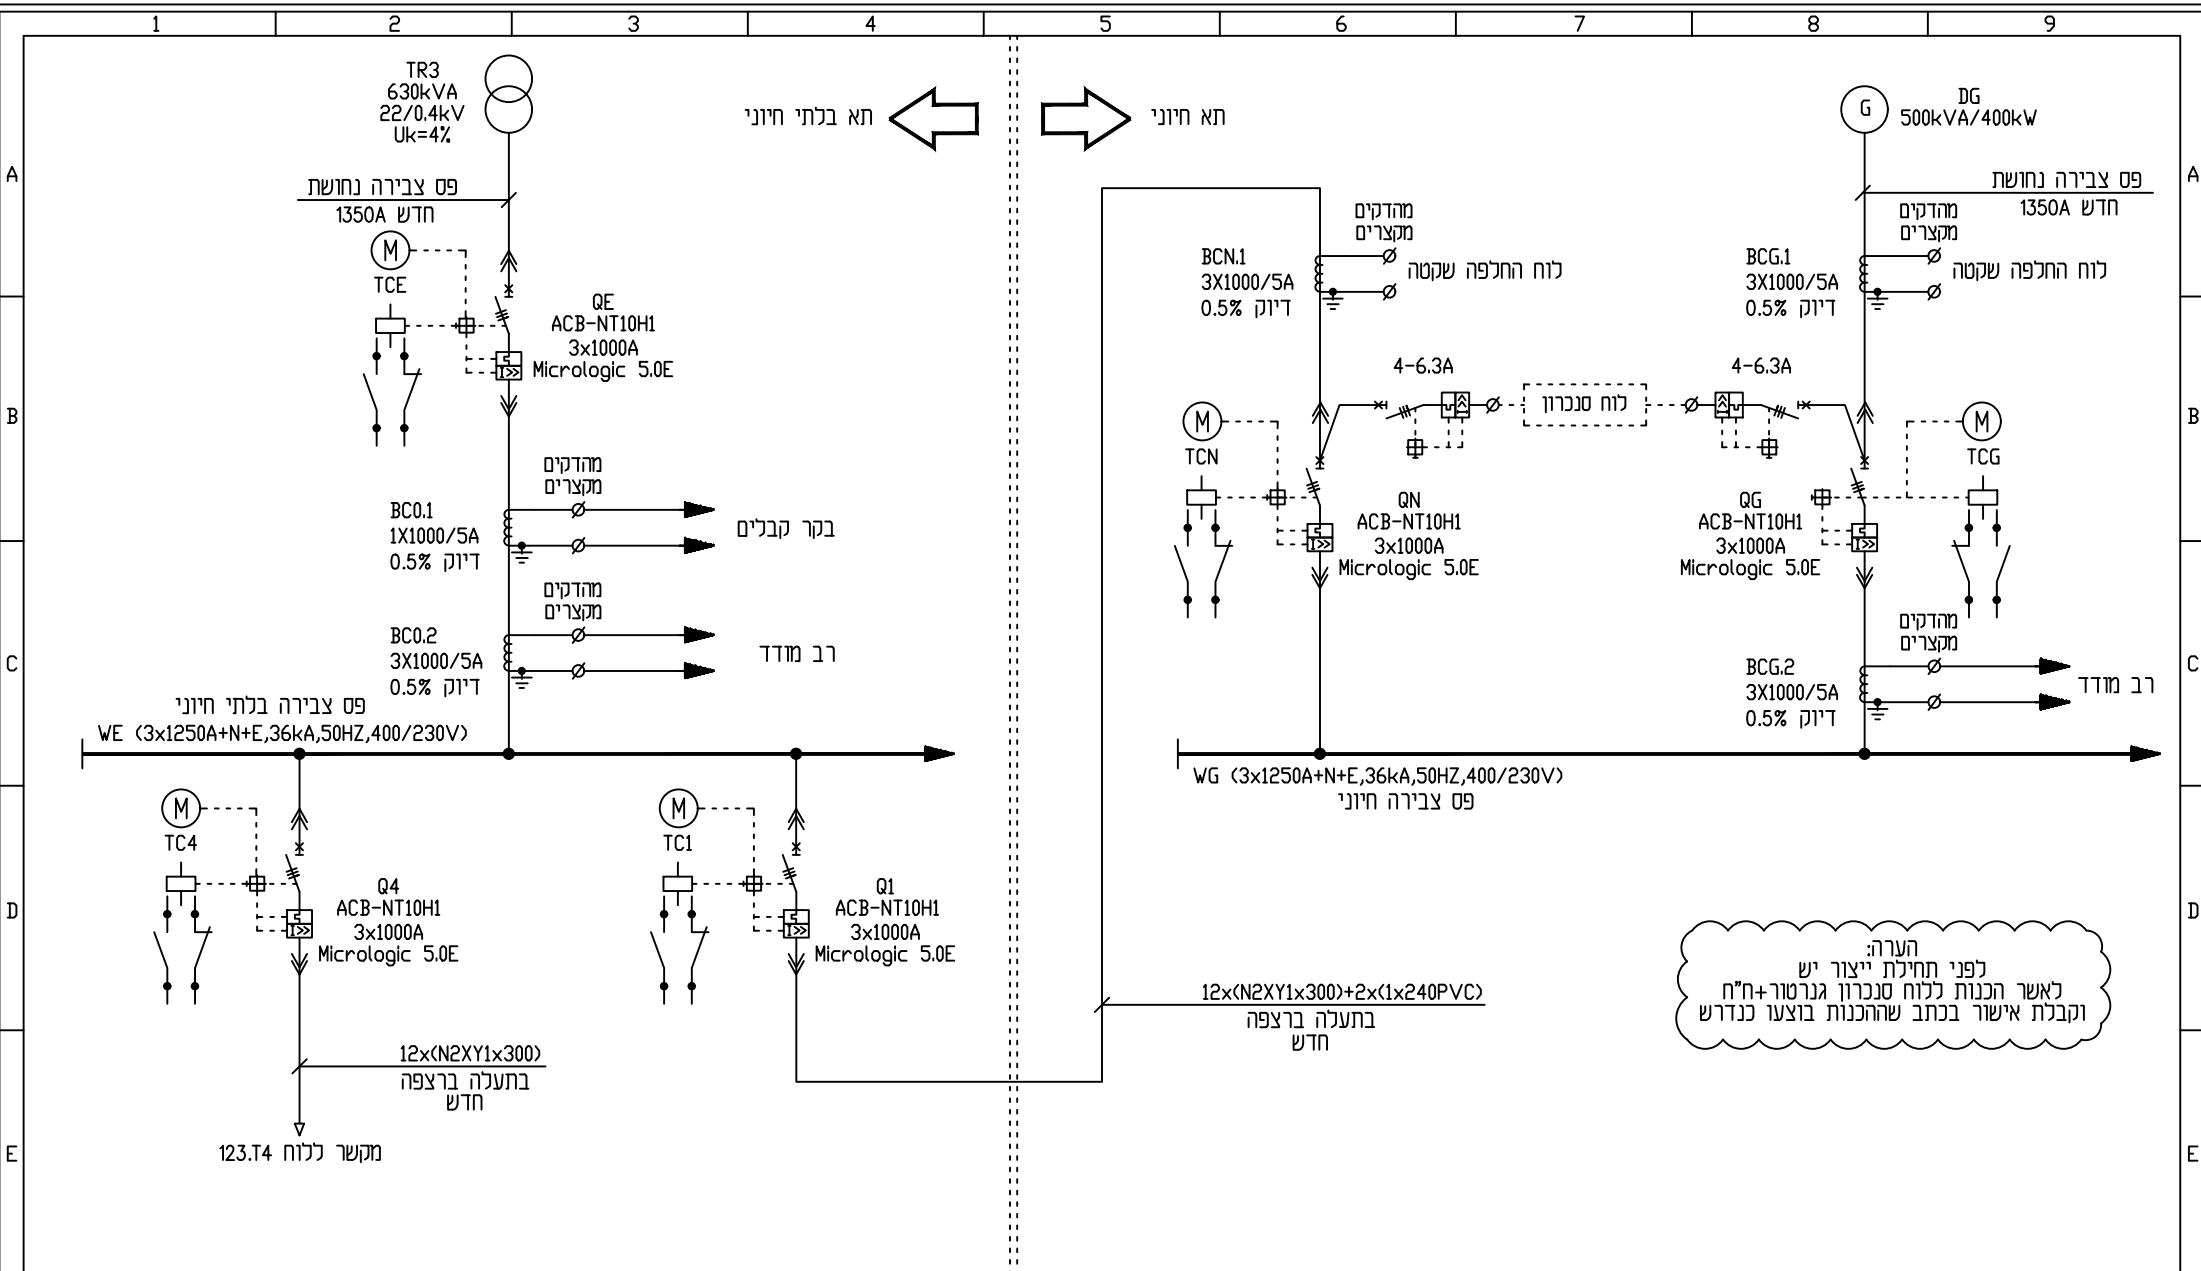 1 2 3 4 5 6 7 8 9
A
B
C
D
E
TR3
630kVA
22/0.4kV
Uk=4%
פס צבירה נחושת
חדש 1350A
M
TCE
QE
ACB-NT10H1
3x1000A
Micrologic 5.0E
I>>
מהדקים
מקצרים
BC0.1
1X1000/5A
דיוק 0.5%
בקר קבלים
מהדקים
מקצרים
BC0.2
3X1000/5A
דיוק 0.5%
רב מודד
פס צבירה בלתי חיוני
WE (3x1250A+N+E,36kA,50HZ,400/230V)
M
TC4
Q4
ACB-NT10H1
3x1000A
Micrologic 5.0E
I>>
12x(N2XY1x300)
בתעלה ברצפה
חדש
מקשר ללוח 123.T4
M
TC1
Q1
ACB-NT10H1
3x1000A
Micrologic 5.0E
I>>
תא בלתי חיוני
תא חיוני
מהדקים
מקצרים
BCN.1
3X1000/5A
דיוק 0.5%
לוח החלפה שקטה
4-6.3A
לוח סנכרון
4-6.3A
M
TCN
QN
ACB-NT10H1
3x1000A
Micrologic 5.0E
I>>
G
DG
500kVA/400kW
פס צבירה נחושת
חדש 1350A
מהדקים
מקצרים
BCG.1
3X1000/5A
דיוק 0.5%
לוח החלפה שקטה
M
TCG
QG
ACB-NT10H1
3x1000A
Micrologic 5.0E
I>>
מהדקים
מקצרים
BCG.2
3X1000/5A
דיוק 0.5%
רב מודד
WG (3x1250A+N+E,36kA,50HZ,400/230V)
פס צבירה חיוני
12x(N2XY1x300)+2x(1x240PVC)
בתעלה ברצפה
חדש
הערה:
לפני תחילת ייצור יש
לאשר הכנות ללוח סנכרון גנרטור+ח"ח
וקבלת אישור בכתב שההכנות בוצעו כנדרש
A
B
C
D
E